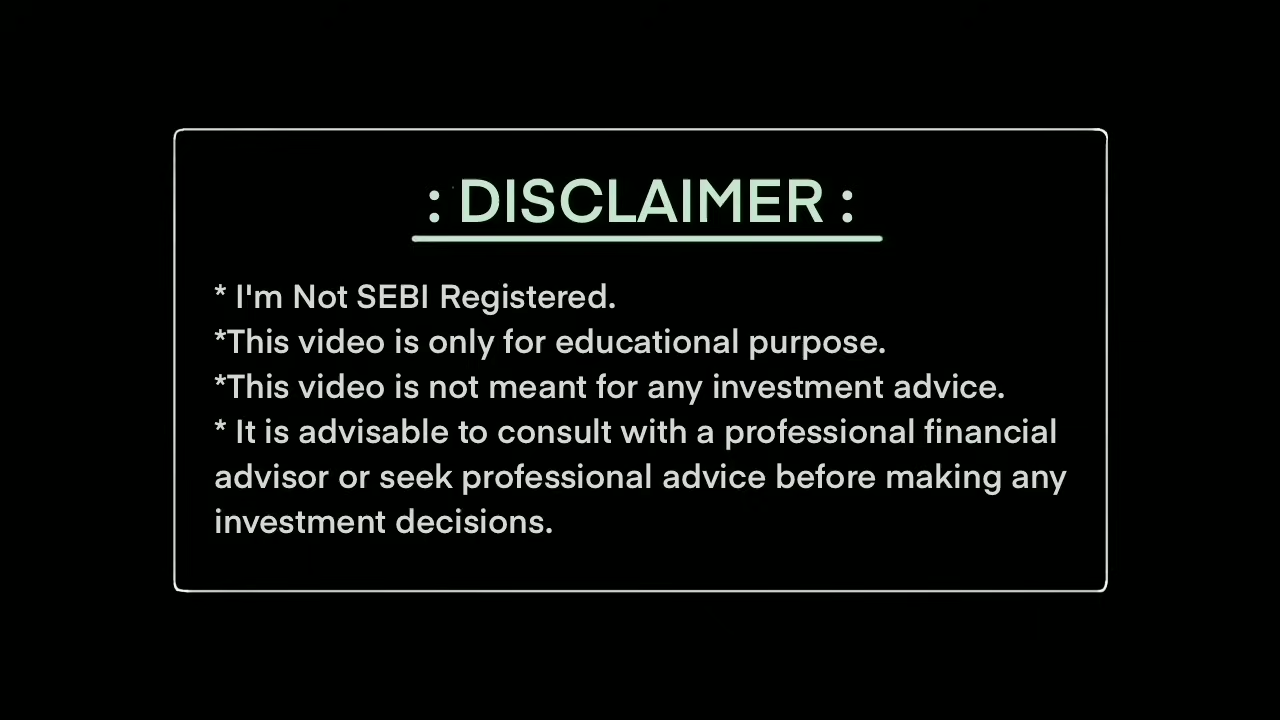 : DISCLAIMER :
* I'm Not SEBI Registered.
*This video is only for educational purpose.
*This video is not meant for any investment advice.
* It is advisable to consult with a professional financial
advisor or seek professional advice before making any
investment decisions.